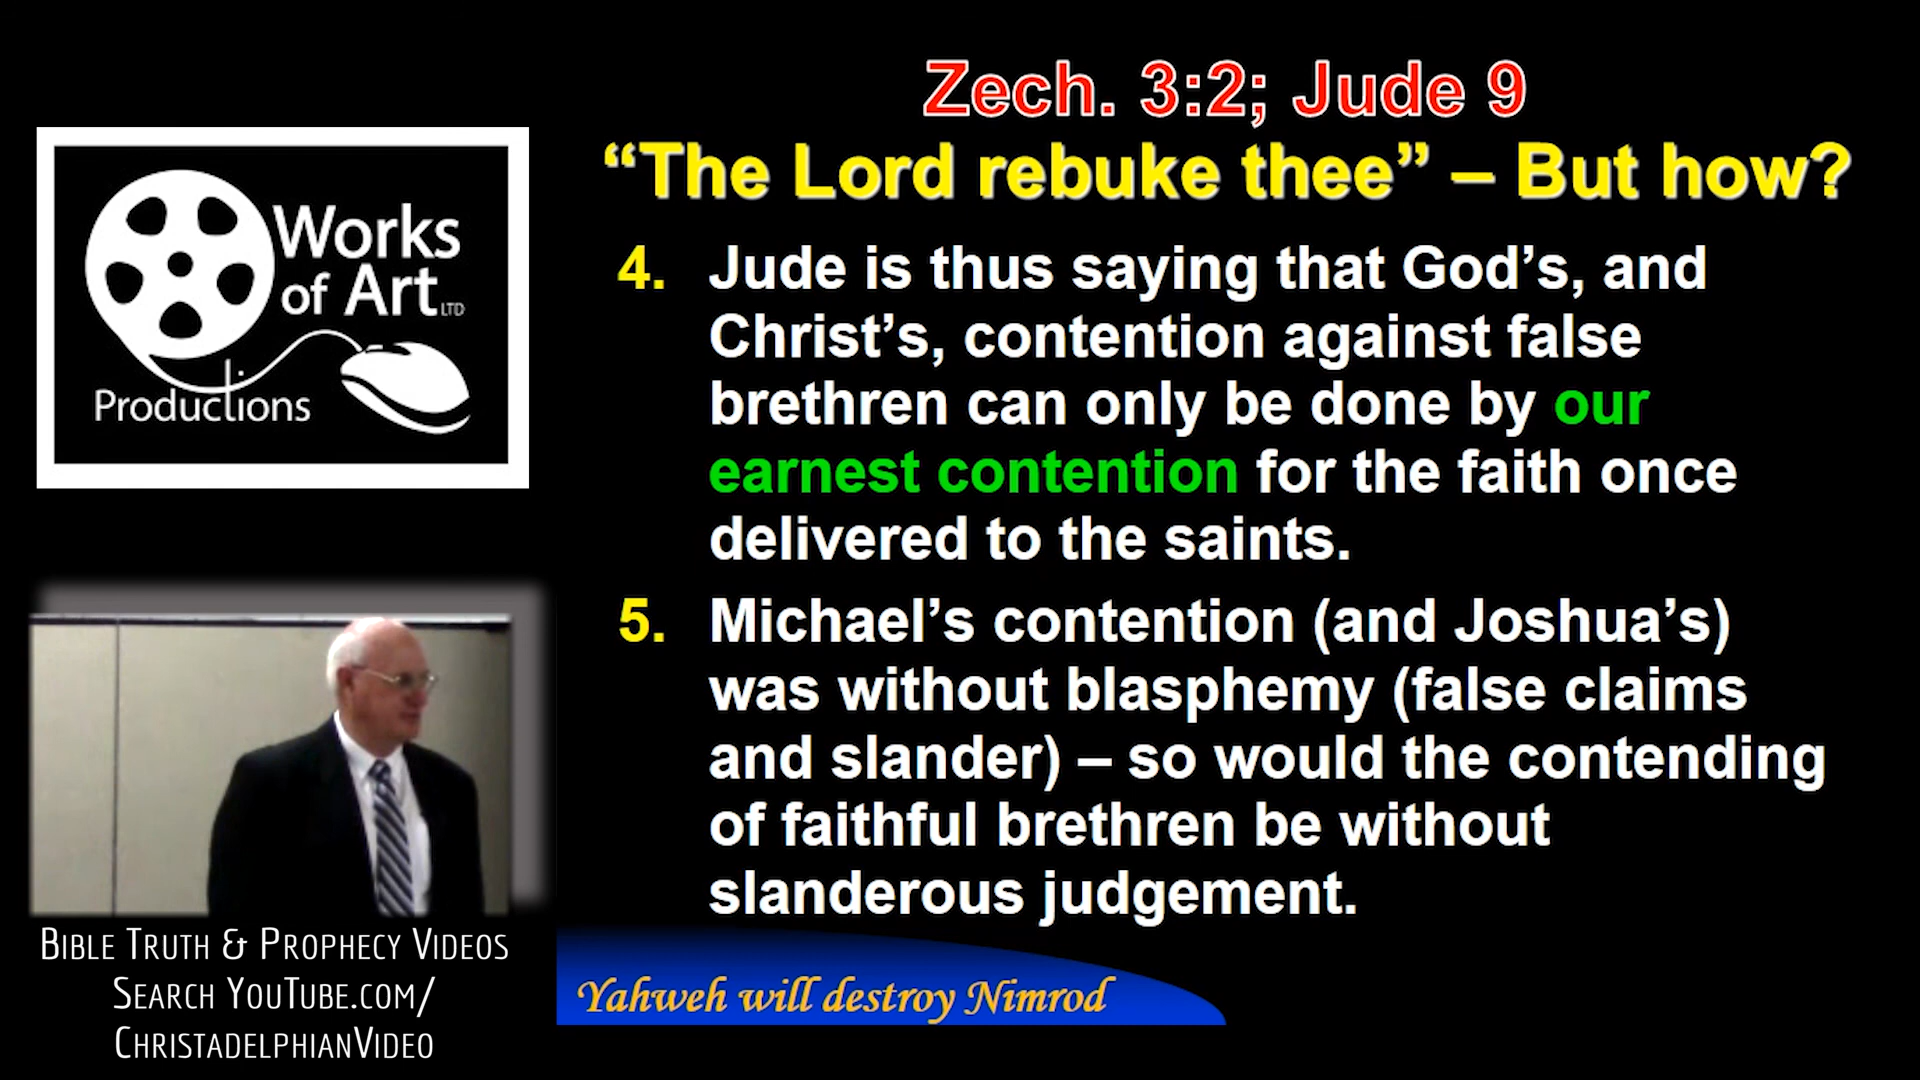 Zech. 3:2; Jude 9
“The Lord rebuke thee” – But how?
4. Jude is thus saying that God’s, and
Christ’s, contention against false
brethren can only be done by our
earnest contention for the faith once
delivered to the saints.
5. Michael’s contention (and Joshua’s)
was without blasphemy (false claims
and slander) – so would the contending
of faithful brethren be without
slanderous judgement.
Yahweh will destroy Nimrod
Works
of Art LTD
Productions
Bible Truth & Prophecy Videos
Search YouTube.com/
ChristadelphianVideo